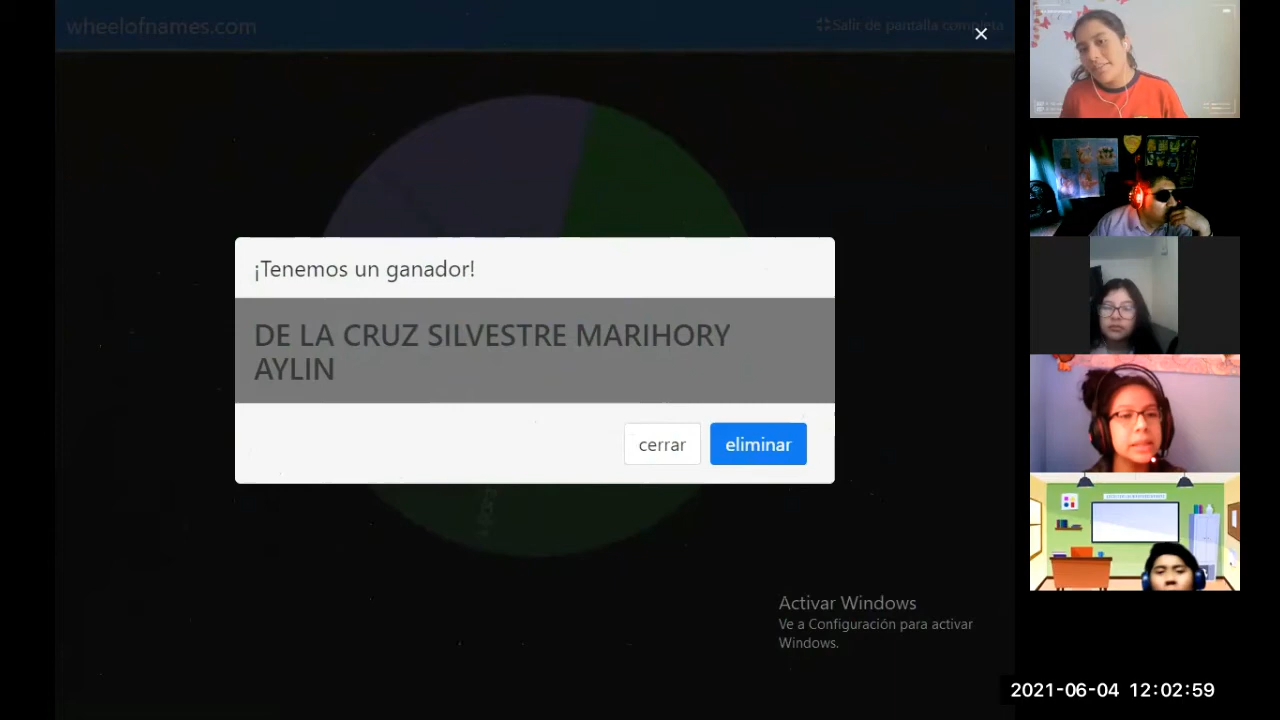 wheelofnames.com
Salir de pantalla completa
¡Tenemos un ganador!
DE LA CRUZ SILVESTRE MARIHORY
AYLIN
cerrar
eliminar
Activar Windows
Ve a Configuración para activar
Windows.
2021-06-04 12:02:59